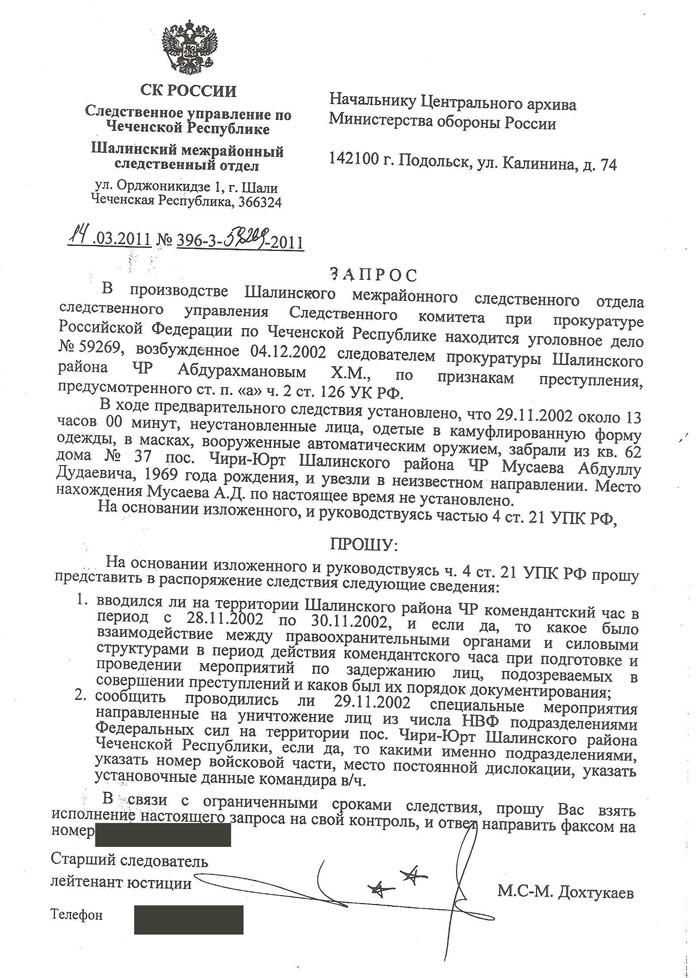 СК РОССИИ
Следственное управление по
Чеченской Республике
Шалинский межрайонный
следственный отдел
ул. Орджоникидзе 1, г. Шали
Чеченская Республика, 366324
14.03.2011 № 396-3-59269-2011
Начальнику Центрального архива
Министерства обороны России
142100 г. Подольск, ул. Калинина, д. 74
ЗАПРОС
В производстве Шалинского межрайонного следственного отдела
следственного управления Следственного комитета при прокуратуре
Российской Федерации по Чеченской Республике находится уголовное дело
№ 59269, возбужденное 04.12.2002 следователем прокуратуры Шалинского
района ЧР Абдурахмановым Х.М., по признакам преступления,
предусмотренного ст. п. «а» ч. 2 ст. 126 УК РФ.
В ходе предварительного следствия установлено, что 29.11.2002 около 13
часов 00 минут, неустановленные лица, одетые в камуфлированную форму
одежды, в масках, вооруженные автоматическим оружием, забрали из кв. 62
дома № 37 пос. Чири-Юрт Шалинского района ЧР Мусаева Абдуллу
Дудаевича, 1969 года рождения, и увезли в неизвестном направлении. Место
нахождения Мусаева А.Д. по настоящее время не установлено.
На основании изложенного, и руководствуясь частью 4 ст. 21 УПК РФ,
ПРОШУ:
На основании изложенного и руководствуясь ч. 4 ст. 21 УПК РФ прошу
представить в распоряжение следствия следующие сведения:
1. вводился ли на территории Шалинского района ЧР комендантский час в
период с 28.11.2002 по 30.11.2002, и если да, то какое было
взаимодействие между правоохранительными органами и силовыми
структурами в период действия комендантского часа при подготовке и
проведении мероприятий по задержанию лиц, подозреваемых в
совершении преступлений и каков был их порядок документирования;
2. сообщить проводились ли 29.11.2002 специальные мероприятия
направленные на уничтожение лиц из числа НВФ подразделениями
Федеральных сил на территории пос. Чири-Юрт Шалинского района
Чеченской Республики, если да, то какими именно подразделениями,
указать номер войсковой части, место постоянной дислокации, указать
установочные данные командира в/ч.
В связи с ограниченными сроками следствия, прошу Вас взять
исполнение настоящего запроса на свой контроль, и ответ направить факсом на
номер
Старший следователь
лейтенант юстиции
М.С-М. Дохтукаев
Телефон